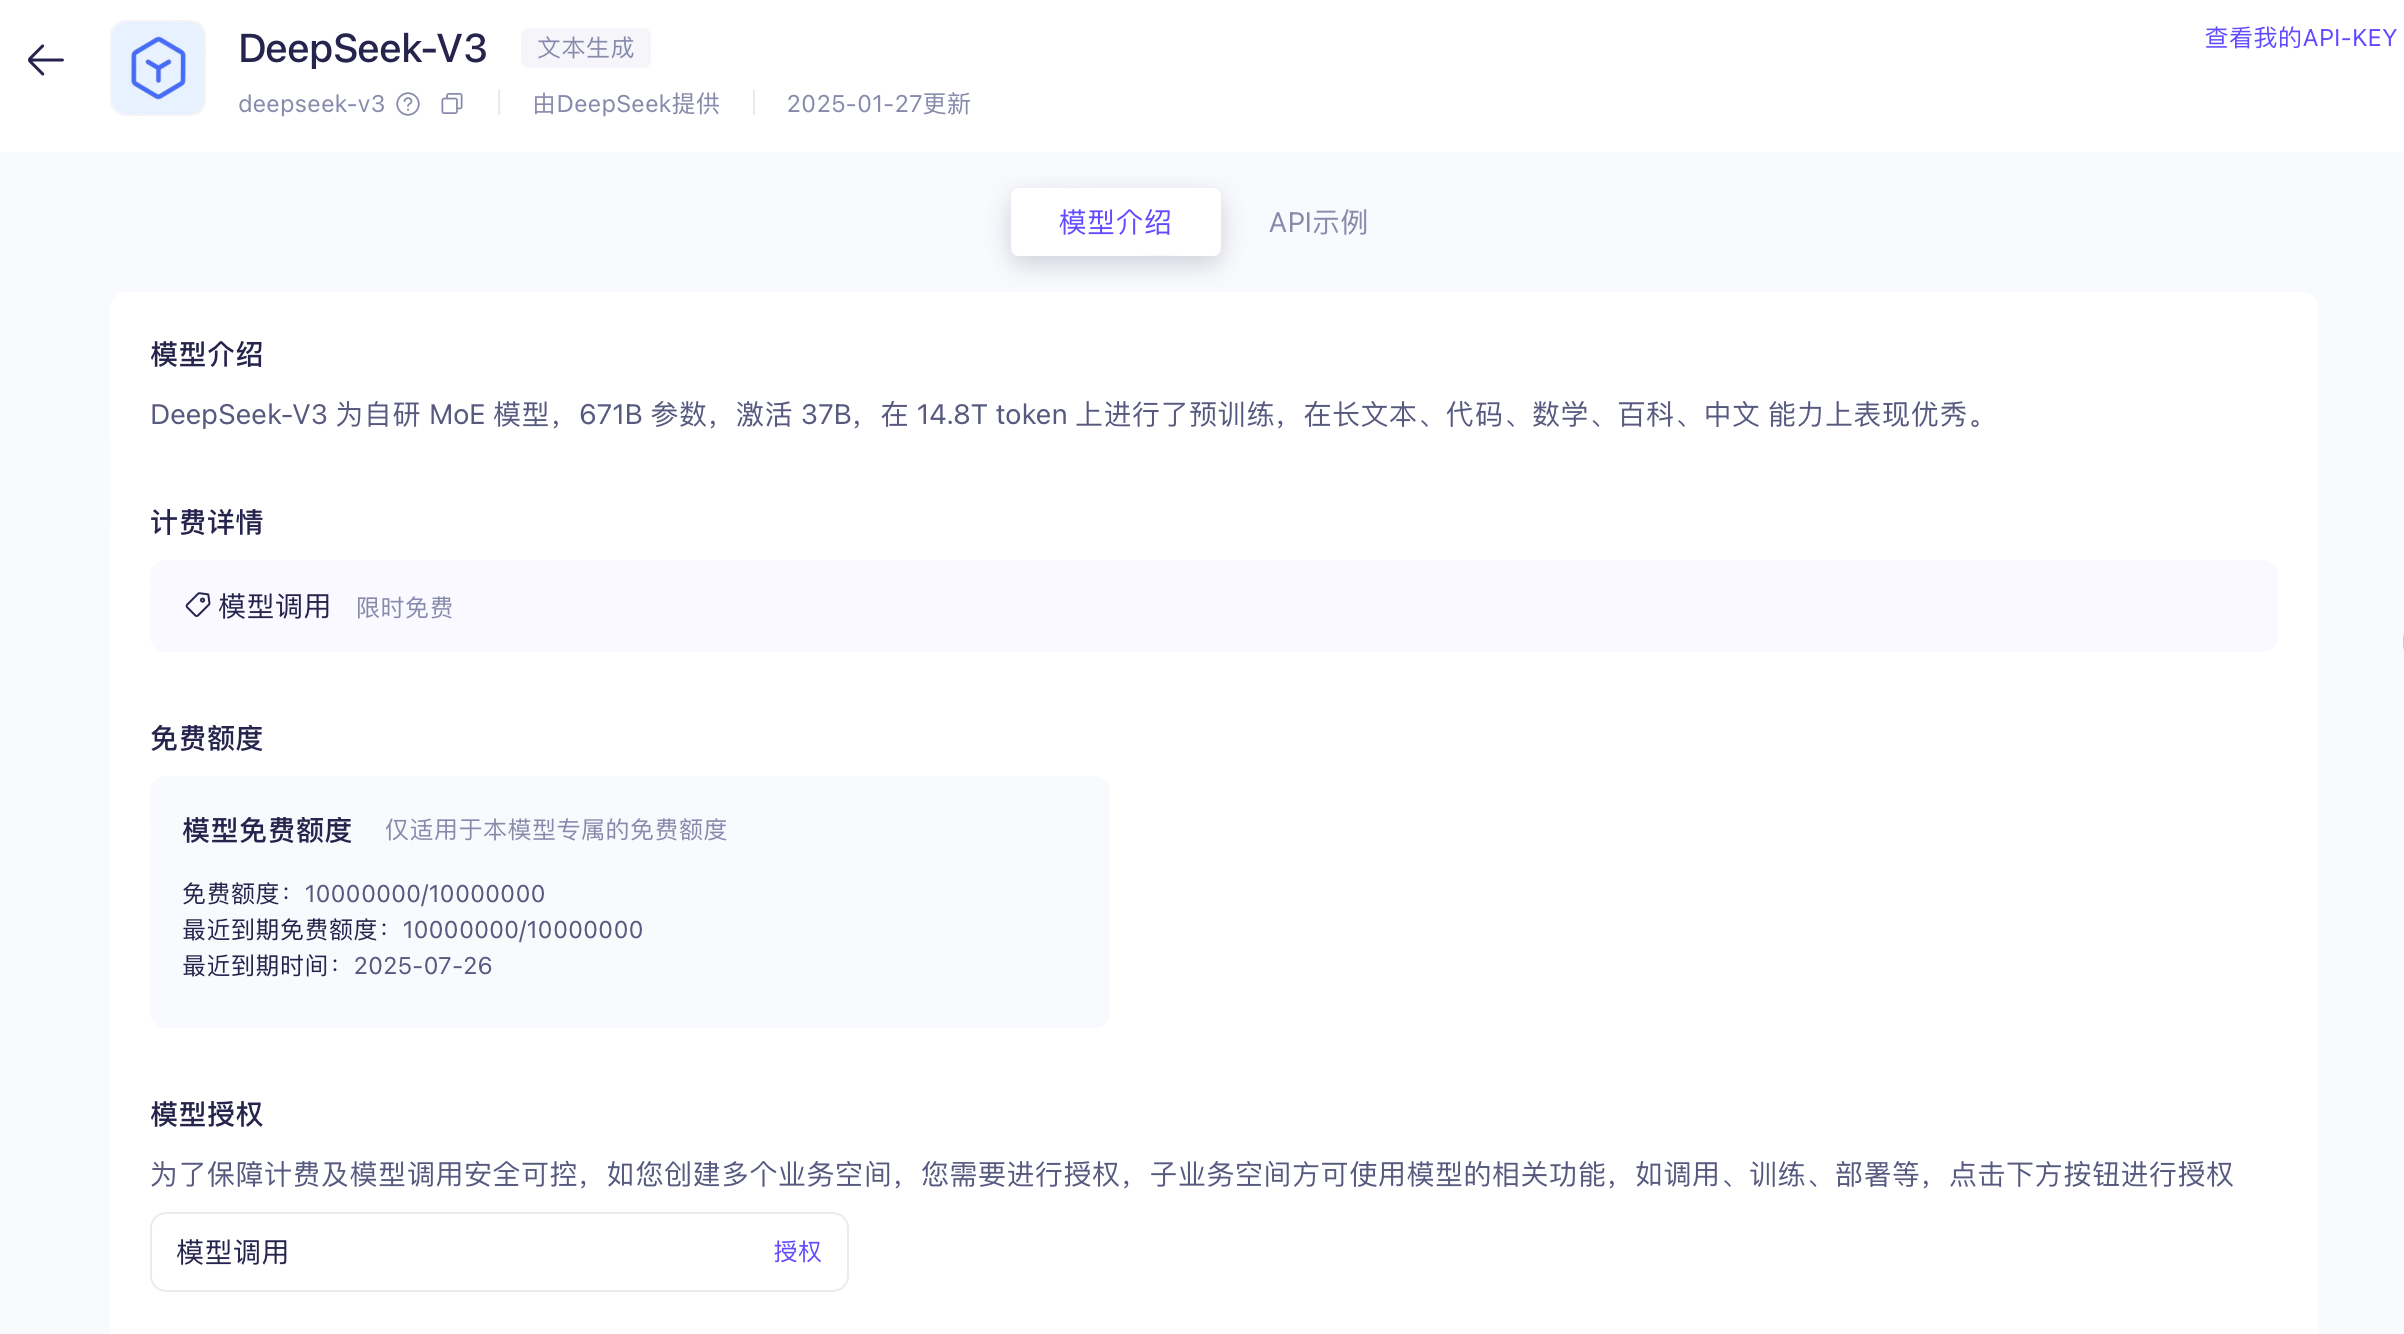 DeepSeek-V3 文本生成
查看我的API-KEY
deepseek-v3 由DeepSeek提供 2025-01-27更新
模型介绍 API示例
模型介绍
DeepSeek-V3 为自研 MoE 模型，671B 参数，激活 37B，在 14.8T token 上进行了预训练，在长文本、代码、数学、百科、中文 能力上表现优秀。
计费详情
模型调用 限时免费
免费额度
模型免费额度 仅适用于本模型专属的免费额度
免费额度：10000000/10000000
最近到期免费额度：10000000/10000000
最近到期时间：2025-07-26
模型授权
为了保障计费及模型调用安全可控，如您创建多个业务空间，您需要进行授权，子业务空间方可使用模型的相关功能，如调用、训练、部署等，点击下方按钮进行授权
模型调用 授权